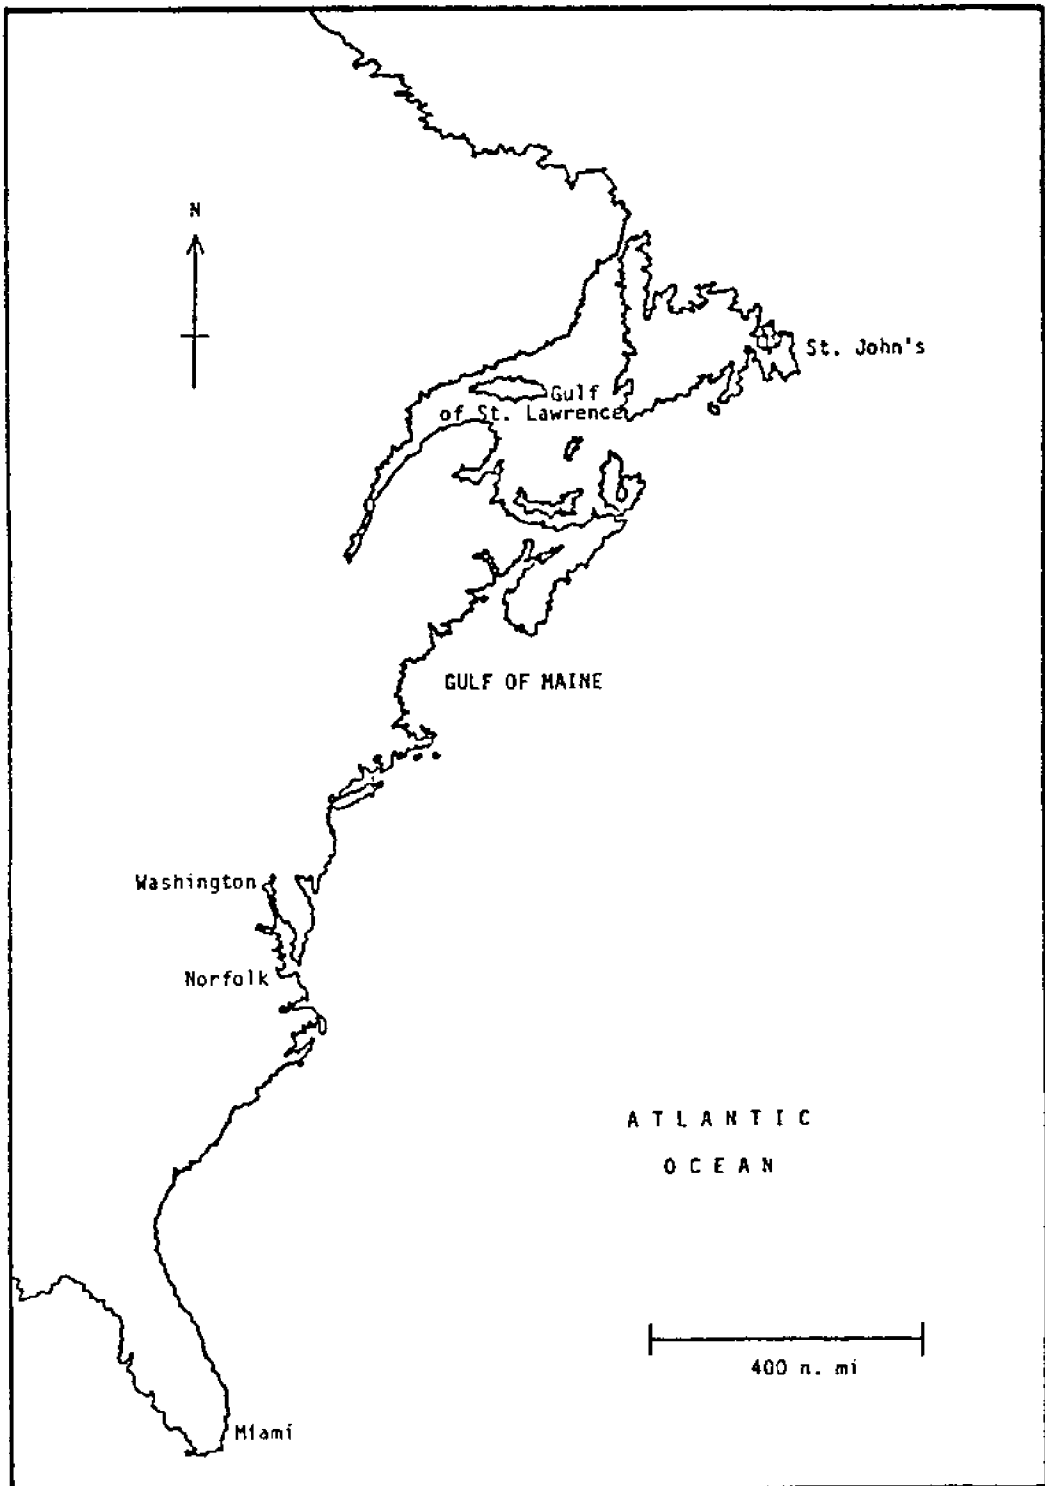 N
St. John's
Gulf
of St. Lawrence
GULF OF MAINE
Washington
Norfolk
ATLANTIC
OCEAN
400 n. mi
Miami